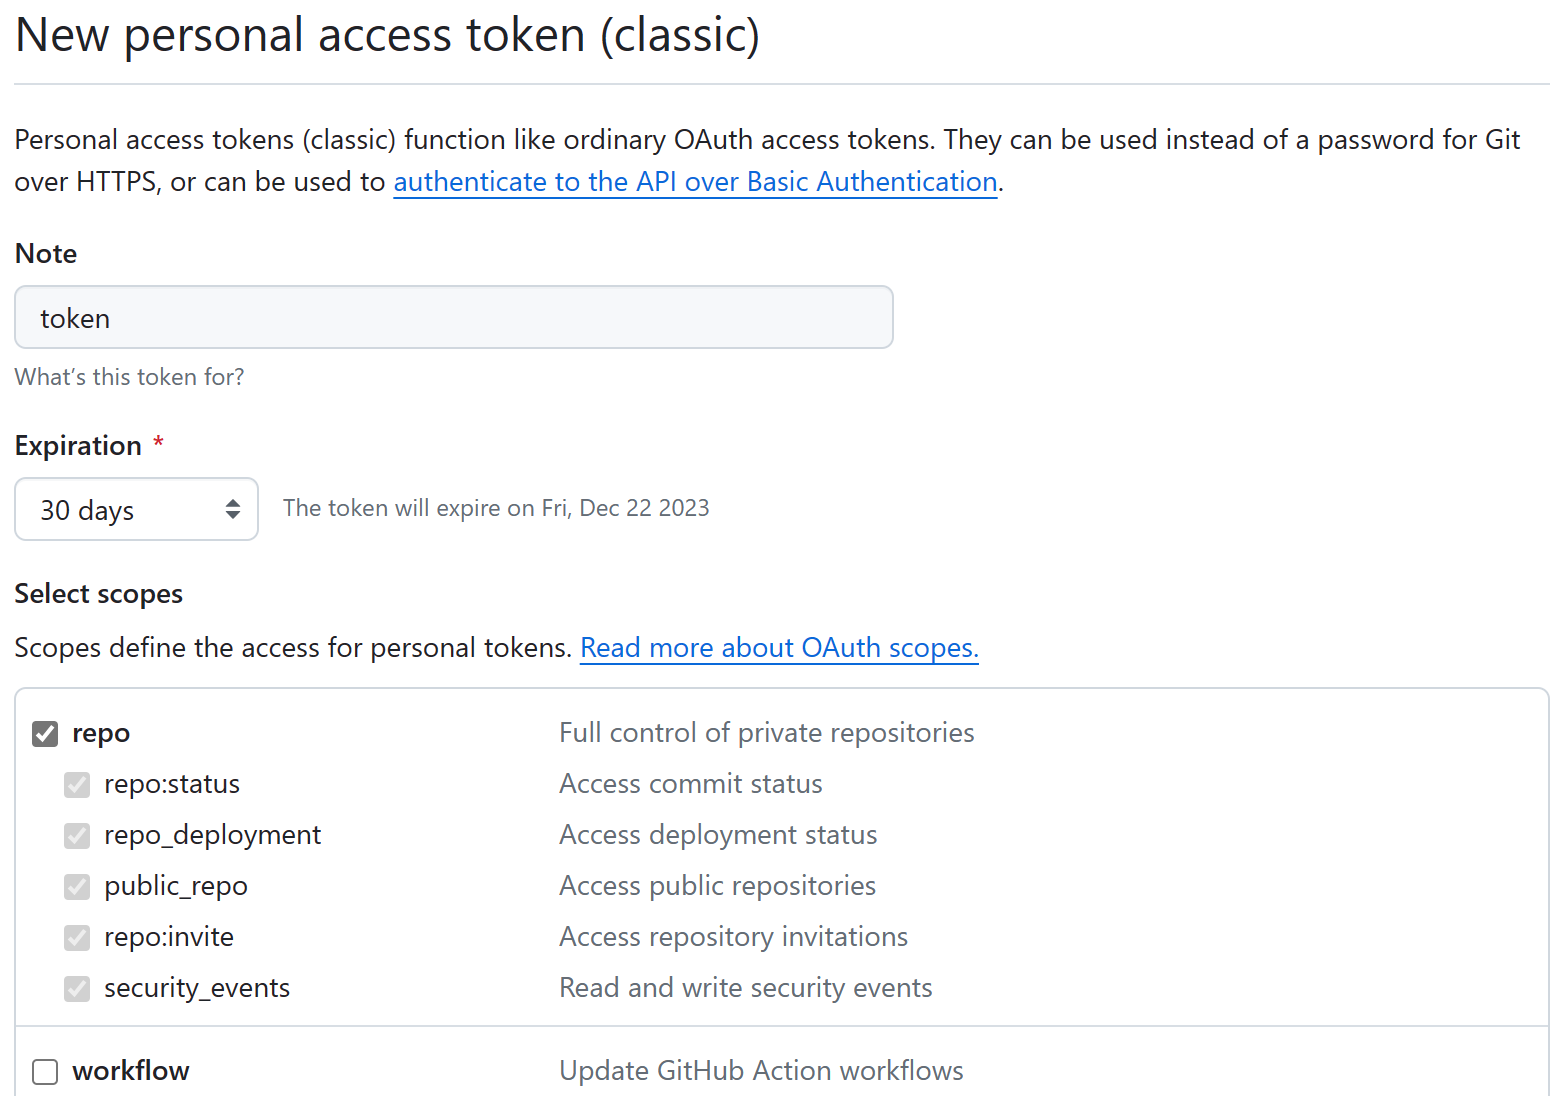 New personal access token (classic)
Personal access tokens (classic) function like ordinary OAuth access tokens. They can be used instead of a password for Git
over HTTPS, or can be used to authenticate to the API over Basic Authentication.
Note
token
What's this token for?
Expiration *
30 days The token will expire on Fri, Dec 22 2023
Select scopes
Scopes define the access for personal tokens. Read more about OAuth scopes.
repo Full control of private repositories
repo:status Access commit status
repo_deployment Access deployment status
public_repo Access public repositories
repo:invite Access repository invitations
security_events Read and write security events
workflow Update GitHub Action workflows